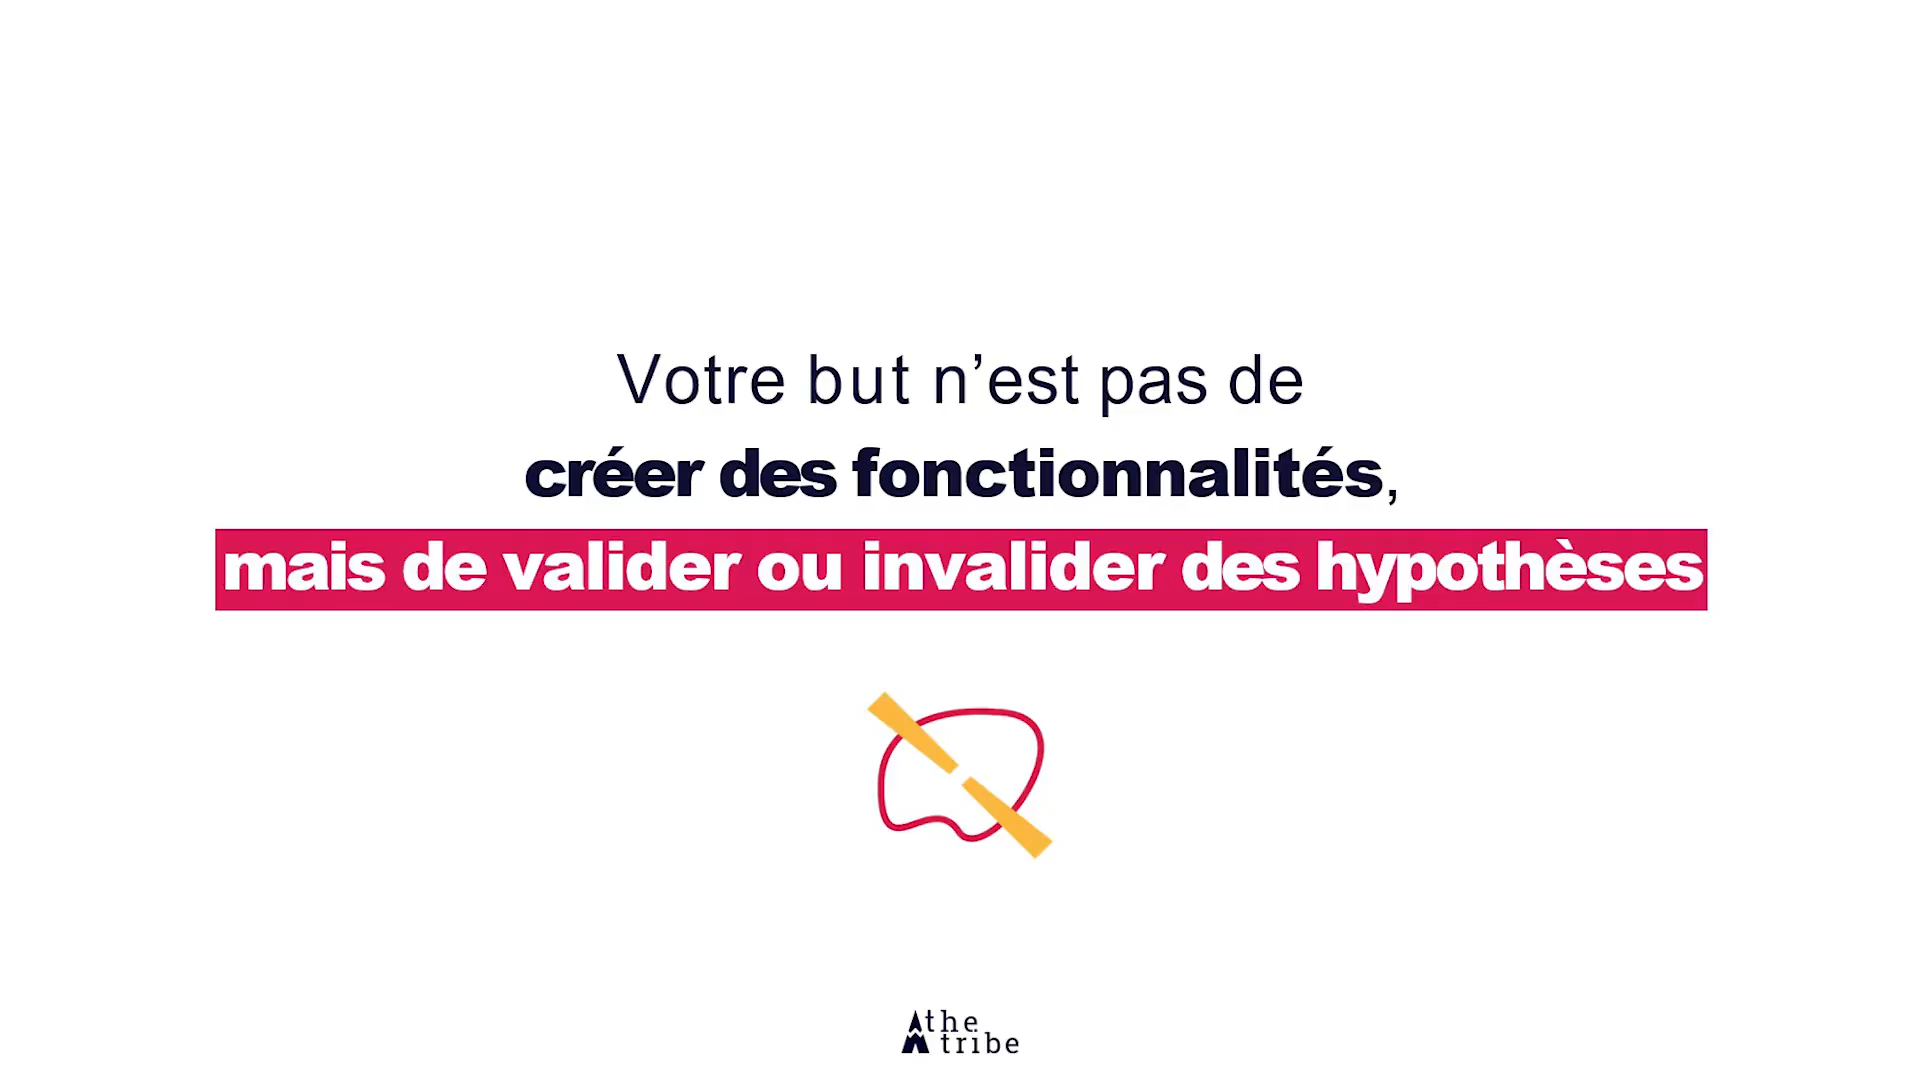 Votre but n’est pas de
créer des fonctionnalités,
mais de valider ou invalider des hypothèses
the
tribe